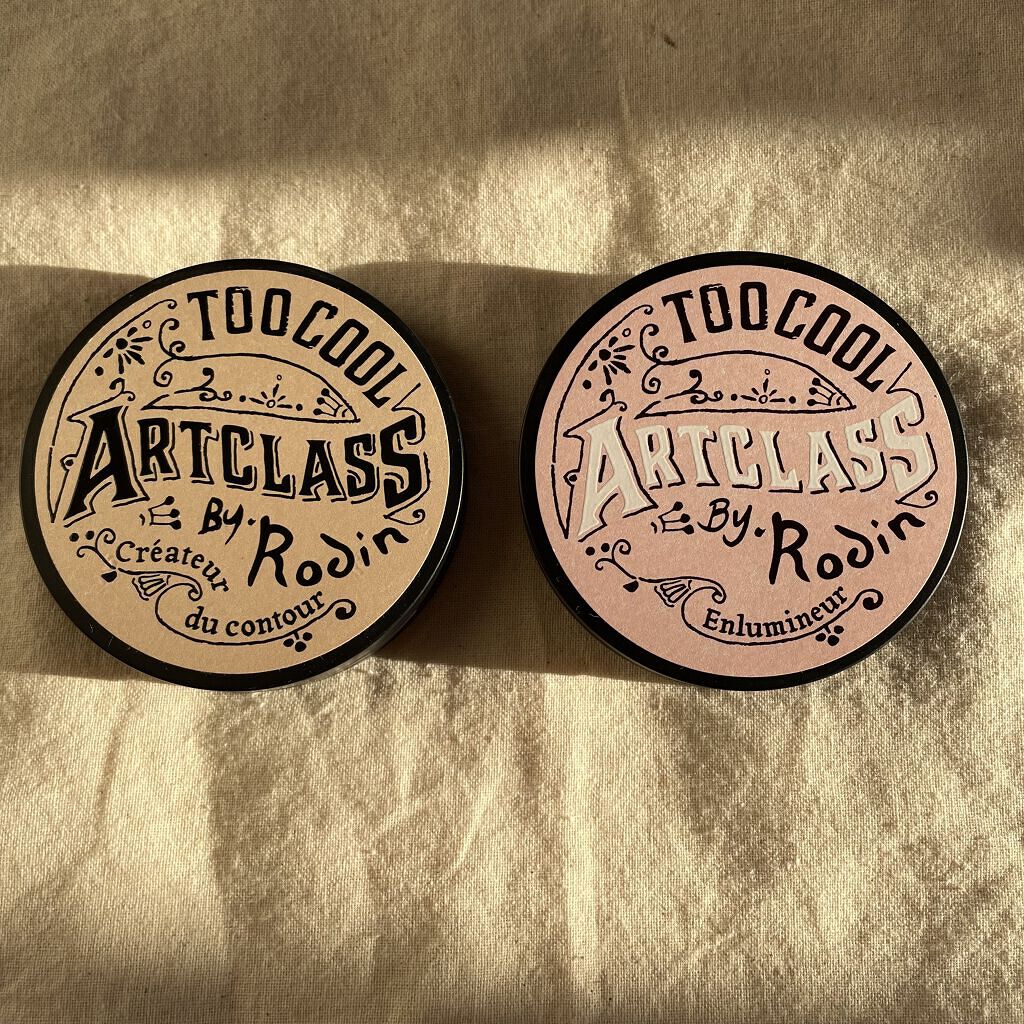 TOO COOL
ARTCLASS
By. Rodin
Créateur
du contour
TOO COOL
ARTCLASS
By. Rodin
Enlumineur